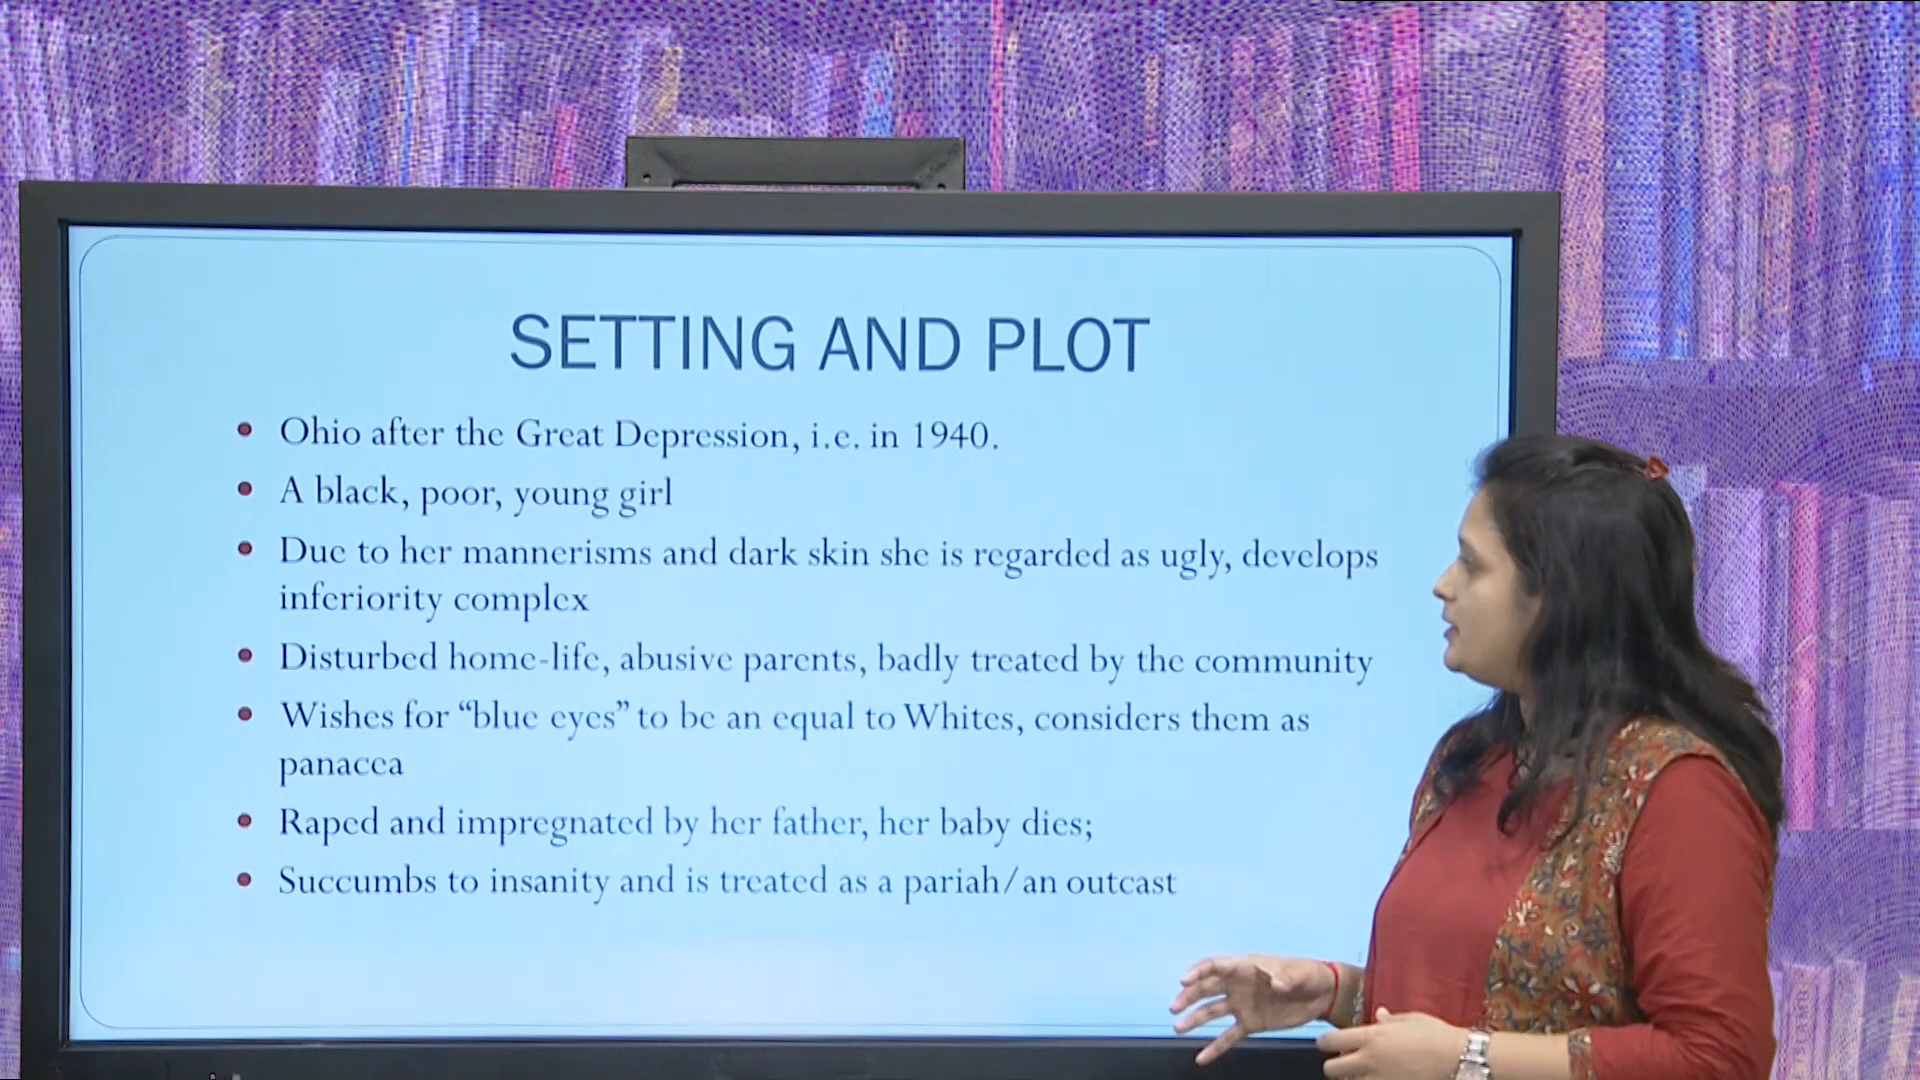 SETTING AND PLOT
• Ohio after the Great Depression, i.e. in 1940.
• A black, poor, young girl
• Due to her mannerisms and dark skin she is regarded as ugly, develops
inferiority complex
• Disturbed home-life, abusive parents, badly treated by the community
• Wishes for “blue eyes” to be an equal to Whites, considers them as
panacea
• Raped and impregnated by her father, her baby dies;
• Succumbs to insanity and is treated as a pariah/an outcast